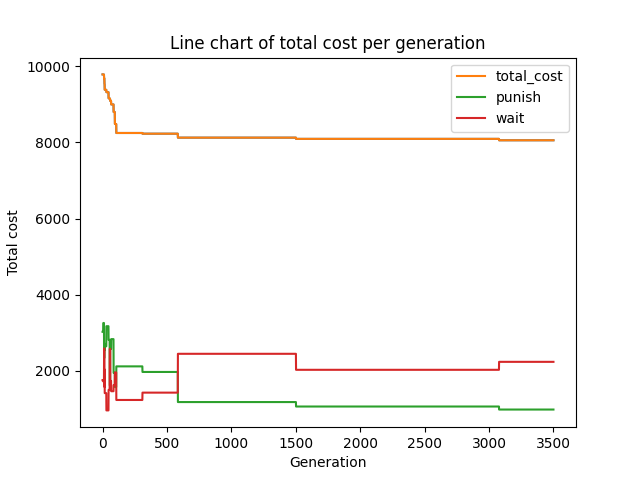 Line chart of total cost per generation
total_cost
punish
wait
Total cost
10000
8000
6000
4000
2000
0 500 1000 1500 2000 2500 3000 3500
Generation